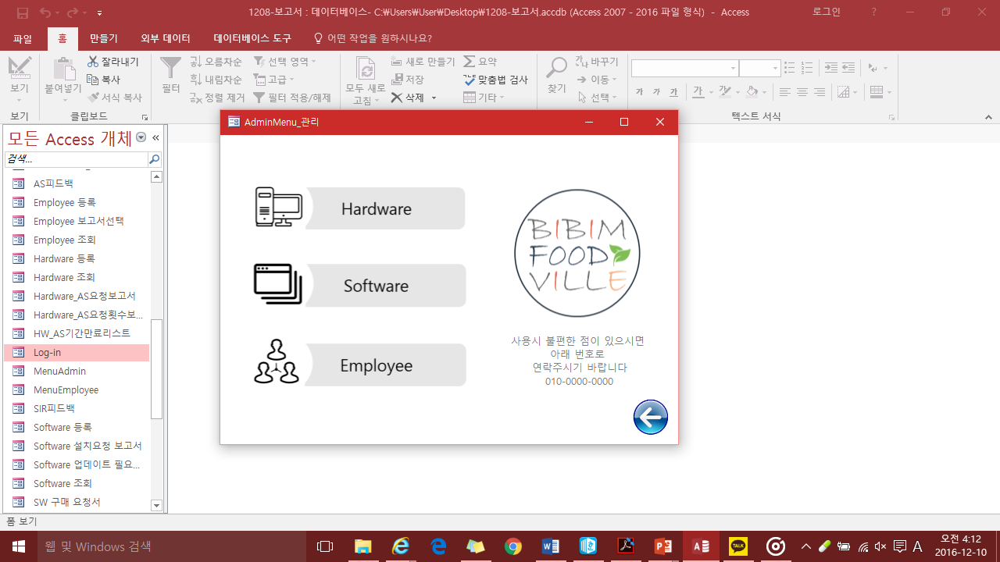 1208-보고서 : 데이터베이스- C:₩Users₩User₩Desktop₩1208-보고서.accdb (Access 2007 - 2016 파일 형식) - Access
로그인
?
파일
홈
만들기
외부 데이터
데이터베이스 도구
어떤 작업을 원하시나요?
보기
붙여넣기
잘라내기
복사
서식 복사
필터
오름차순
내림차순
정렬 제거
선택 영역
고급
필터 적용/해제
모두 새로
고침
새로 만들기
저장
삭제
요약
맞춤법 검사
기타
찾기
바꾸기
이동
선택
가 가 가 가
보기
클립보드
텍스트 서식
모든 Access 개체
검색...
AS피드백
Employee 등록
Employee 보고서선택
Employee 조회
Hardware 등록
Hardware 조회
Hardware_AS요청보고서
Hardware_AS요청횟수보...
HW_AS기간만료리스트
Log-in
MenuAdmin
MenuEmployee
SIR피드백
Software 등록
Software 설치요청 보고서
Software 업데이트 필요...
Software 조회
SW 구매 요청서
AdminMenu_관리
Hardware
Software
Employee
BIBIM
FOOD
VILLE
사용시 불편한 점이 있으시면
아래 번호로
연락주시기 바랍니다
010-0000-0000
폼 보기
웹 및 Windows 검색
TALK
A
오전 4:12
2016-12-10